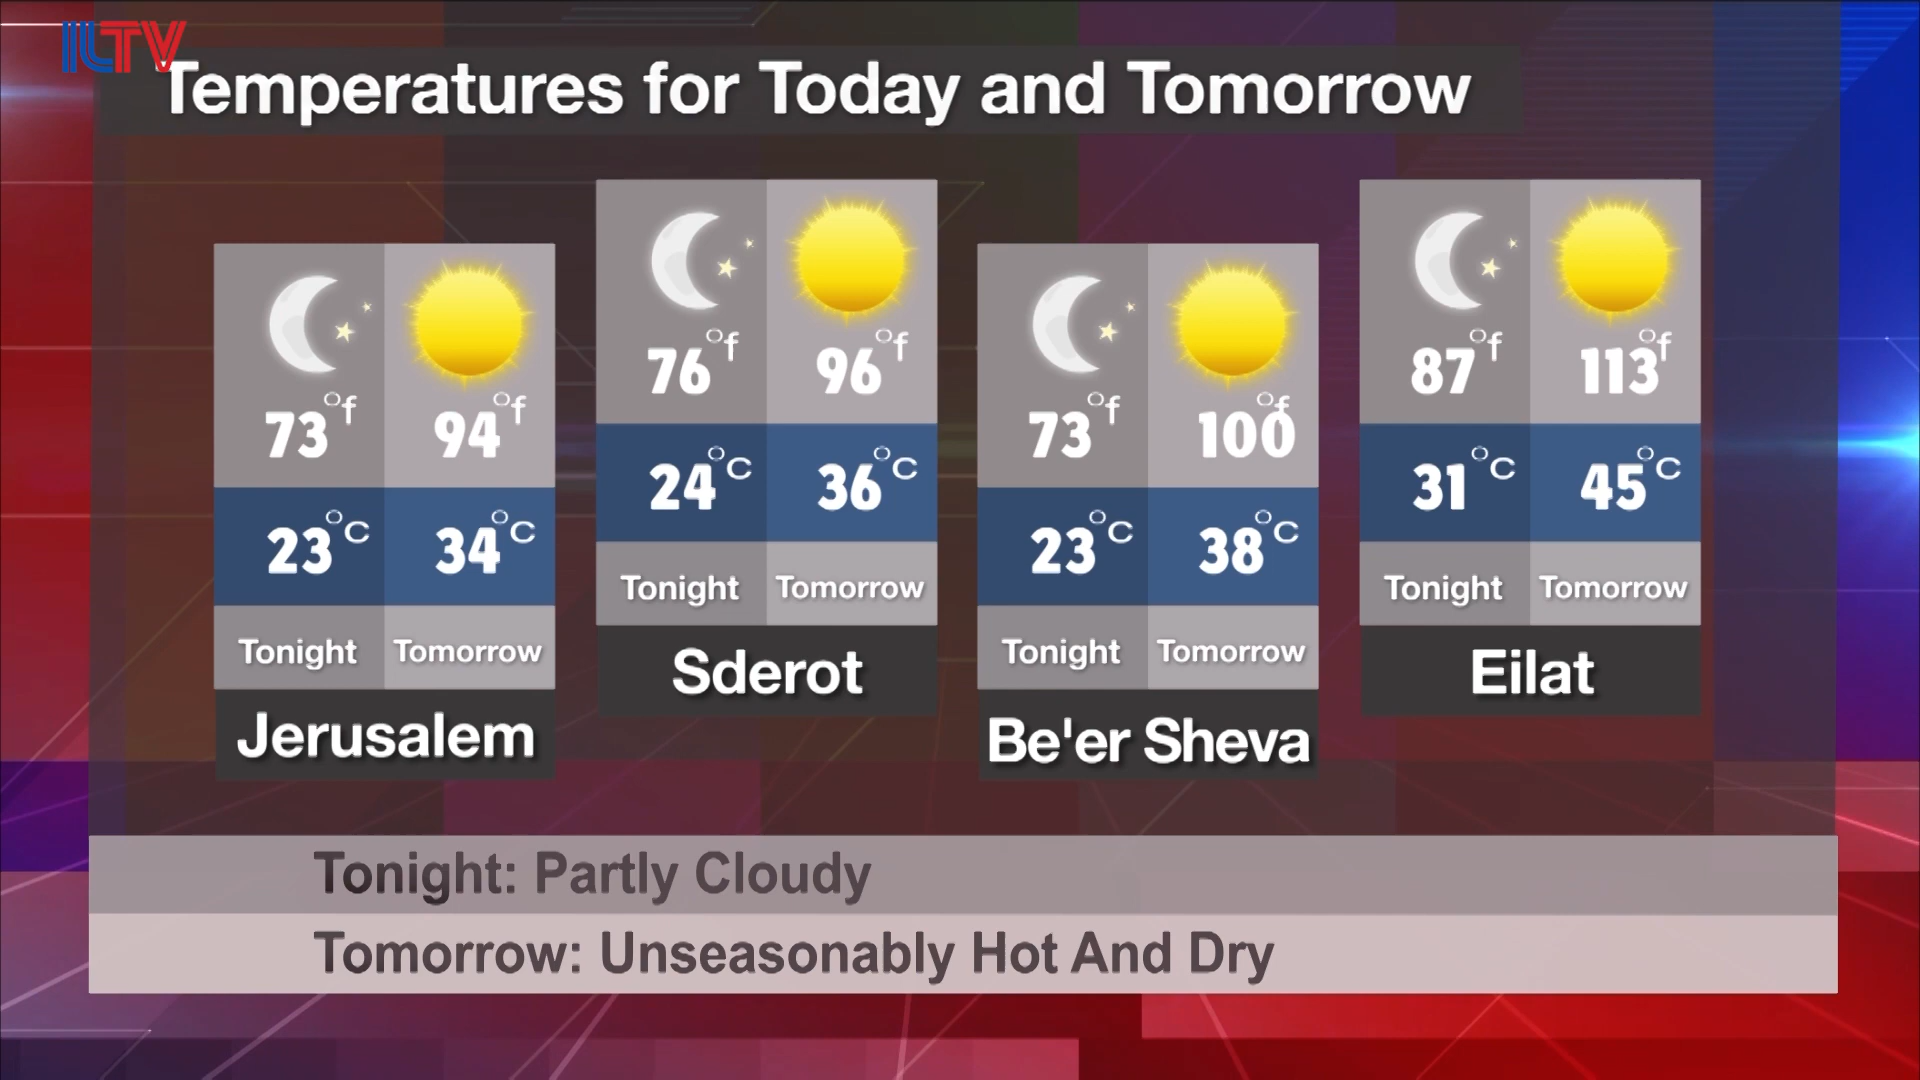 ILTV
Temperatures for Today and Tomorrow
73°f 94°f
23°C 34°C
Tonight Tomorrow
Jerusalem
76°f 96°f
24°C 36°C
Tonight Tomorrow
Sderot
73°f 100°f
23°C 38°C
Tonight Tomorrow
Be'er Sheva
87°f 113°f
31°C 45°C
Tonight Tomorrow
Eilat
Tonight: Partly Cloudy
Tomorrow: Unseasonably Hot And Dry